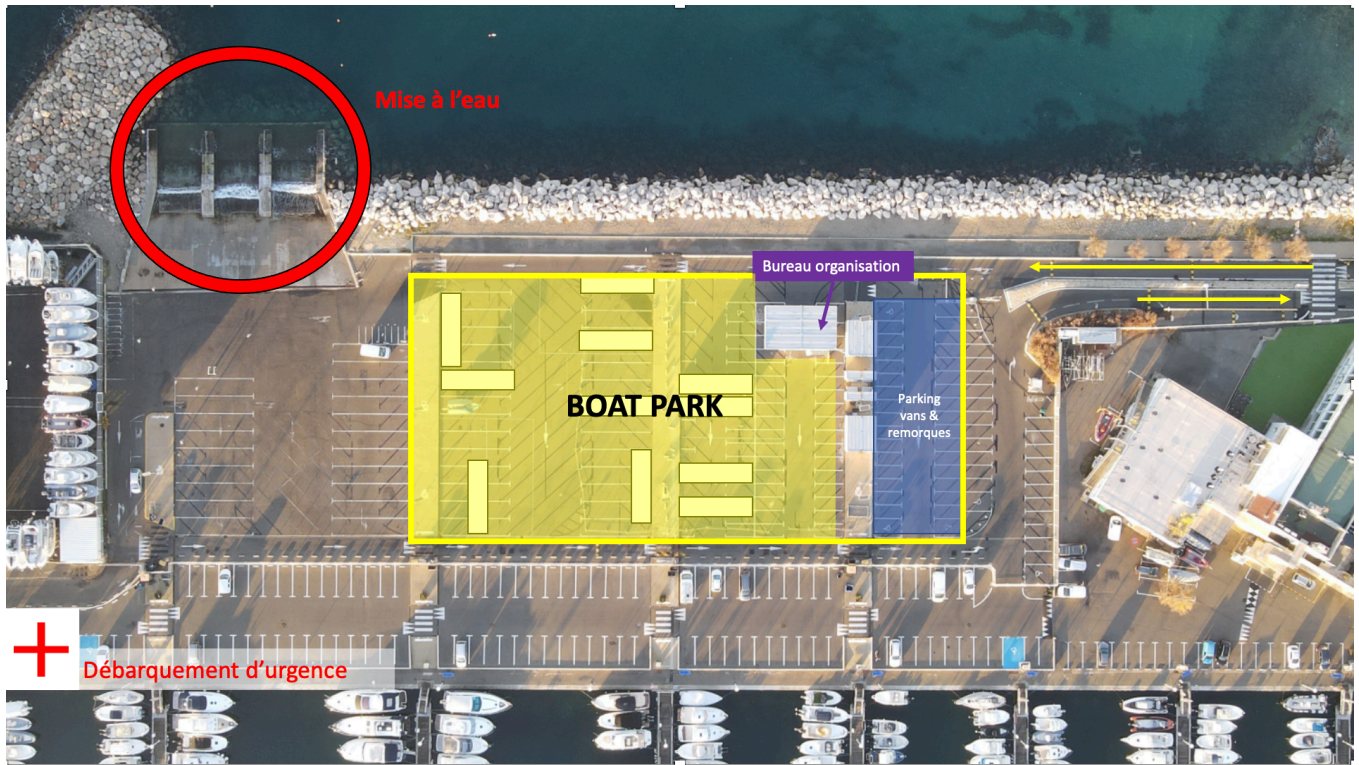 Mise à l'eau
Bureau organisation
BOAT PARK
Parking
vans &
remorques
Débarquement d'urgence